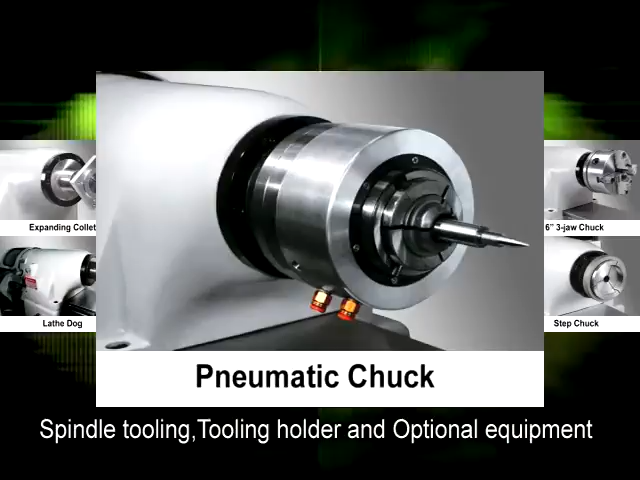 Expanding Collet
6" 3-jaw Chuck
Lathe Dog
Step Chuck
Pneumatic Chuck
Spindle tooling,Tooling holder and Optional equipment